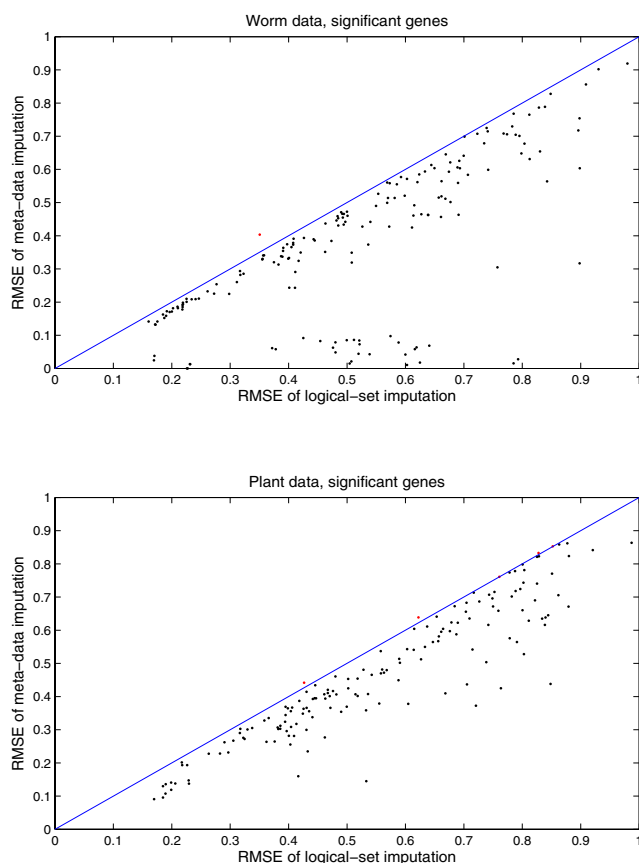 Worm data, significant genes
1
0.9
0.8
0.7
0.6
0.5
0.4
0.3
0.2
0.1
0
RMSE of meta-data imputation
0 0.1 0.2 0.3 0.4 0.5 0.6 0.7 0.8 0.9 1
RMSE of logical-set imputation
Plant data, significant genes
1
0.9
0.8
0.7
0.6
0.5
0.4
0.3
0.2
0.1
0
RMSE of meta-data imputation
0 0.1 0.2 0.3 0.4 0.5 0.6 0.7 0.8 0.9 1
RMSE of logical-set imputation